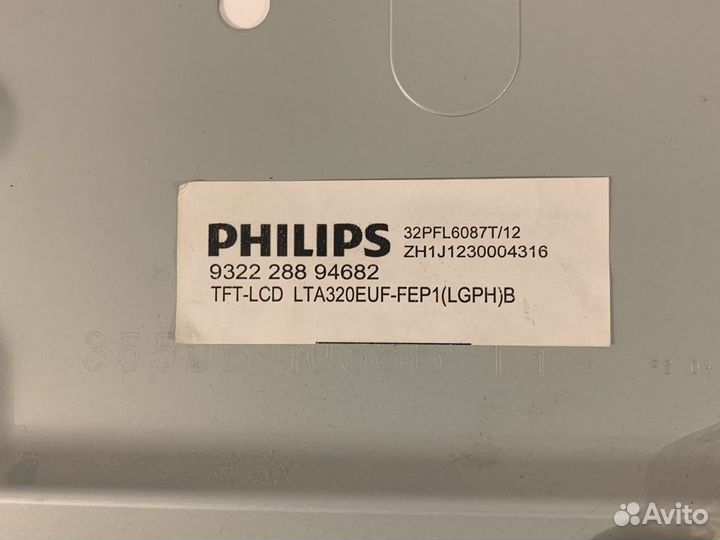 PHILIPS 32PFL6087T/12
ZH1J1230004316
9322 288 94682
TFT-LCD LTA320EUF-FEP1(LGPH)B
Avito